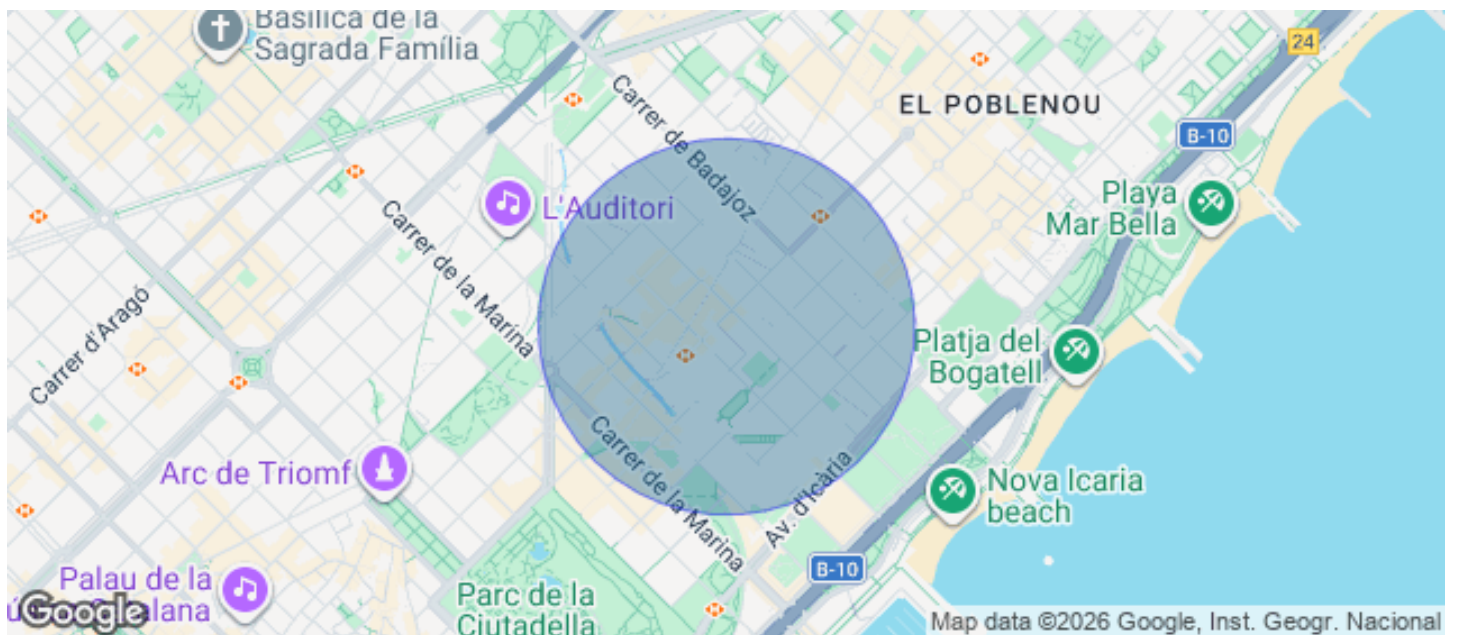 Basílica de la
Sagrada Família
24
Carrer de Badajoz
EL POBLENOU
B-10
Playa
Mar Bella
L'Auditori
Carrer de la Marina
Carrer d'Aragó
Platja del
Bogatell
Arc de Triomf
Carrer de la Marina
Av. d'Icària
Nova Icaria
beach
B-10
Palau de la
Catalana
Parc de la
Ciutadella
Google
Map data ©2026 Google, Inst. Geogr. Nacional